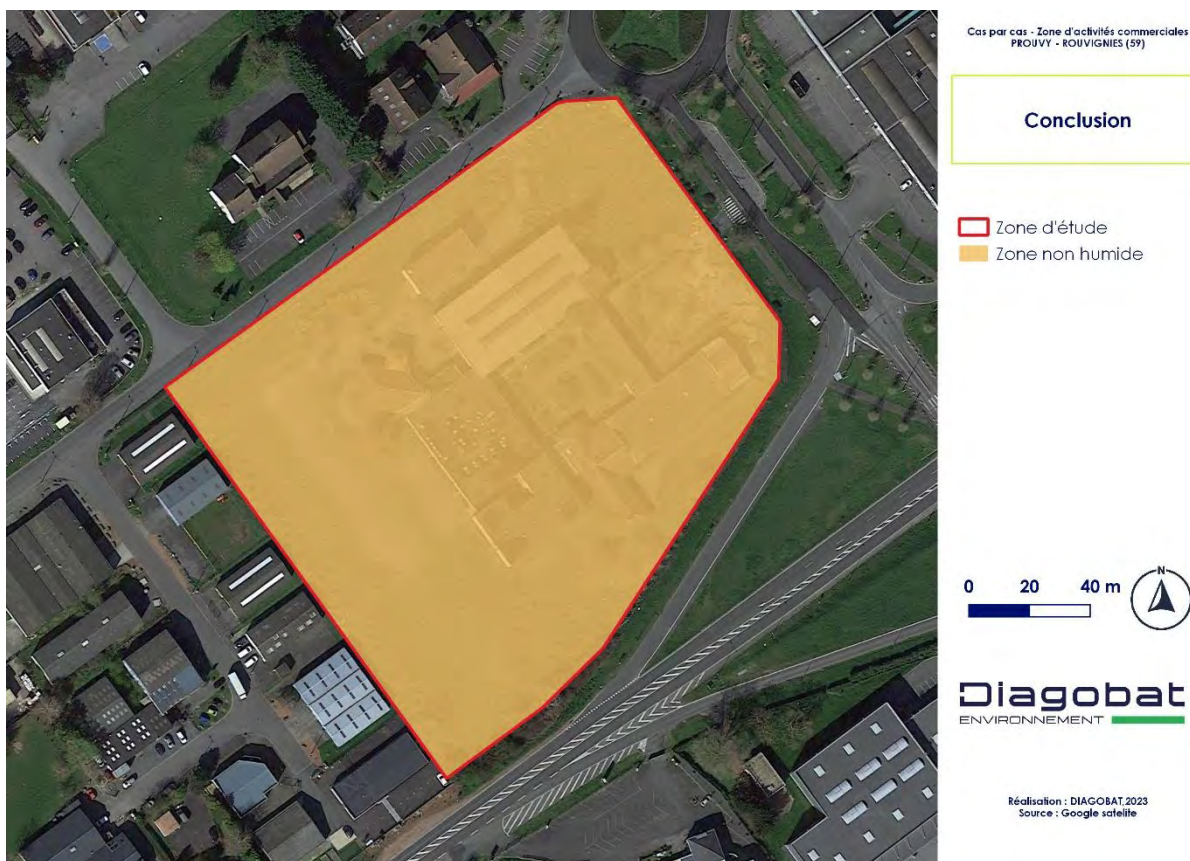 Cas par cas - Zone d'activités commerciales
PROUVY - ROUVIGNIES (59)
Conclusion
Zone d'étude
Zone non humide
0 20 40 m
N
Diagobat
ENVIRONNEMENT
Réalisation : DIAGOBAT,2023
Source : Google satelite